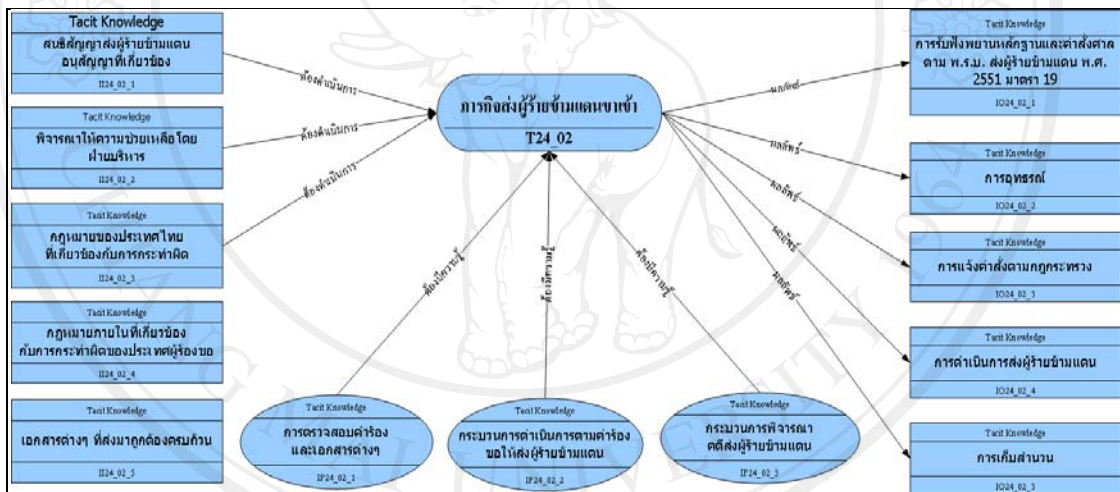 Tacit Knowledge
สนธิสัญญาส่งผู้ร้ายข้ามแดน
อนุสัญญาที่เกี่ยวข้อง
II24_02_1
Tacit Knowledge
พิจารณาให้ความช่วยเหลือโดย
ฝ่ายบริหาร
II24_02_2
Tacit Knowledge
กฎหมายของประเทศไทย
ที่เกี่ยวข้องกับการกระทำผิด
II24_02_3
Tacit Knowledge
กฎหมายภายในที่เกี่ยวข้อง
กับการกระทำผิดของประเทศผู้ร้องขอ
II24_02_4
Tacit Knowledge
เอกสารต่างๆ ที่ส่งมาถูกต้องครบถ้วน
II24_02_5
ต้องดำเนินการ
ต้องดำเนินการ
ต้องดำเนินการ
ภารกิจส่งผู้ร้ายข้ามแดนขาเข้า
T24_02
ต้องมีความรู้
ต้องมีความรู้
ต้องมีความรู้
Tacit Knowledge
การตรวจสอบคำร้อง
และเอกสารต่างๆ
IP24_02_1
Tacit Knowledge
กระบวนการดำเนินการตามคำร้อง
ขอให้ส่งผู้ร้ายข้ามแดน
IP24_02_2
Tacit Knowledge
กระบวนการพิจารณา
คดีส่งผู้ร้ายข้ามแดน
IP24_02_3
ผลลัพธ์
ผลลัพธ์
ผลลัพธ์
ผลลัพธ์
ผลลัพธ์
Tacit Knowledge
การรับฟังพยานหลักฐานและคำสั่งศาล
ตาม พ.ร.บ. ส่งผู้ร้ายข้ามแดน พ.ศ.
2551 มาตรา 19
IO24_02_1
Tacit Knowledge
การอุทธรณ์
IO24_02_2
Tacit Knowledge
การแจ้งคำสั่งตามกฎกระทรวง
IO24_02_3
Tacit Knowledge
การดำเนินการส่งผู้ร้ายข้ามแดน
IO24_02_4
Tacit Knowledge
การเก็บสำนวน
IO24_02_5
CHIANG MAI UNIVERSITY 1964